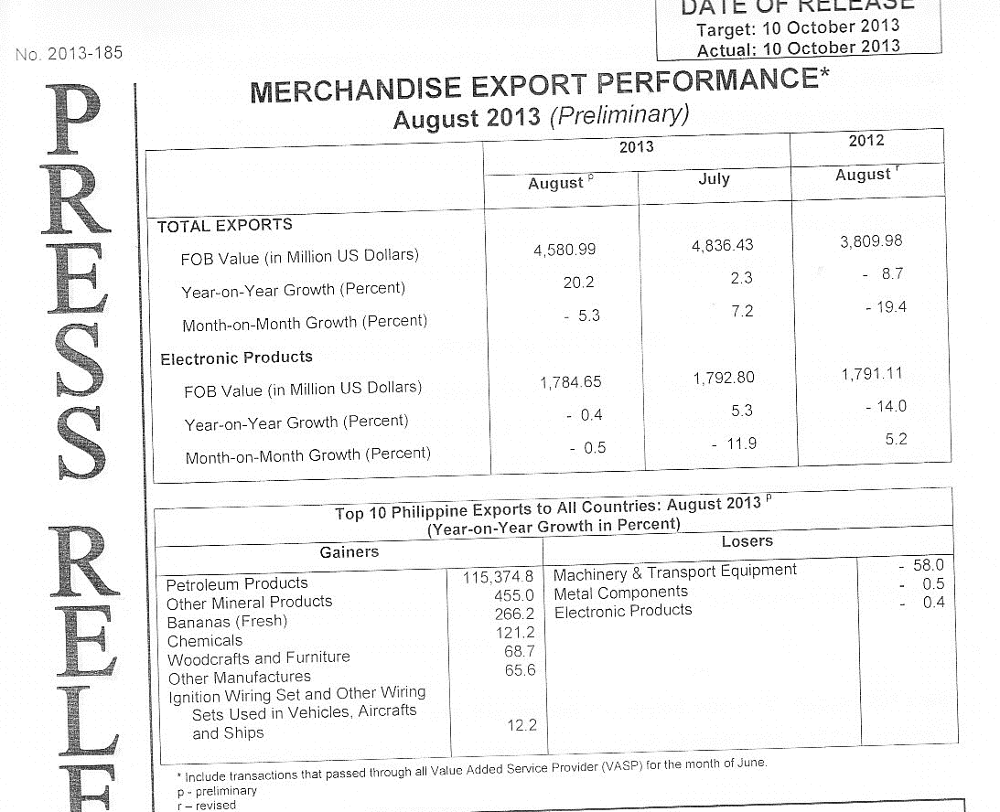 DATE OF RELEASE
Target: 10 October 2013
Actual: 10 October 2013
No. 2013-185
PRESS RELE
MERCHANDISE EXPORT PERFORMANCE*
August 2013 (Preliminary)
2013 2012
August p July August r
TOTAL EXPORTS
FOB Value (in Million US Dollars) 4,580.99 4,836.43 3,809.98
Year-on-Year Growth (Percent) 20.2 2.3 - 8.7
Month-on-Month Growth (Percent) - 5.3 7.2 - 19.4
Electronic Products
FOB Value (in Million US Dollars) 1,784.65 1,792.80 1,791.11
Year-on-Year Growth (Percent) - 0.4 5.3 - 14.0
Month-on-Month Growth (Percent) - 0.5 - 11.9 5.2
Top 10 Philippine Exports to All Countries: August 2013 p
(Year-on-Year Growth in Percent)
Gainers Losers
Petroleum Products 115,374.8 Machinery & Transport Equipment - 58.0
Other Mineral Products 455.0 Metal Components - 0.5
Bananas (Fresh) 266.2 Electronic Products - 0.4
Chemicals 121.2
Woodcrafts and Furniture 68.7
Other Manufactures 65.6
Ignition Wiring Set and Other Wiring
Sets Used in Vehicles, Aircrafts
and Ships 12.2
* Include transactions that passed through all Value Added Service Provider (VASP) for the month of June.
p - preliminary
r – revised